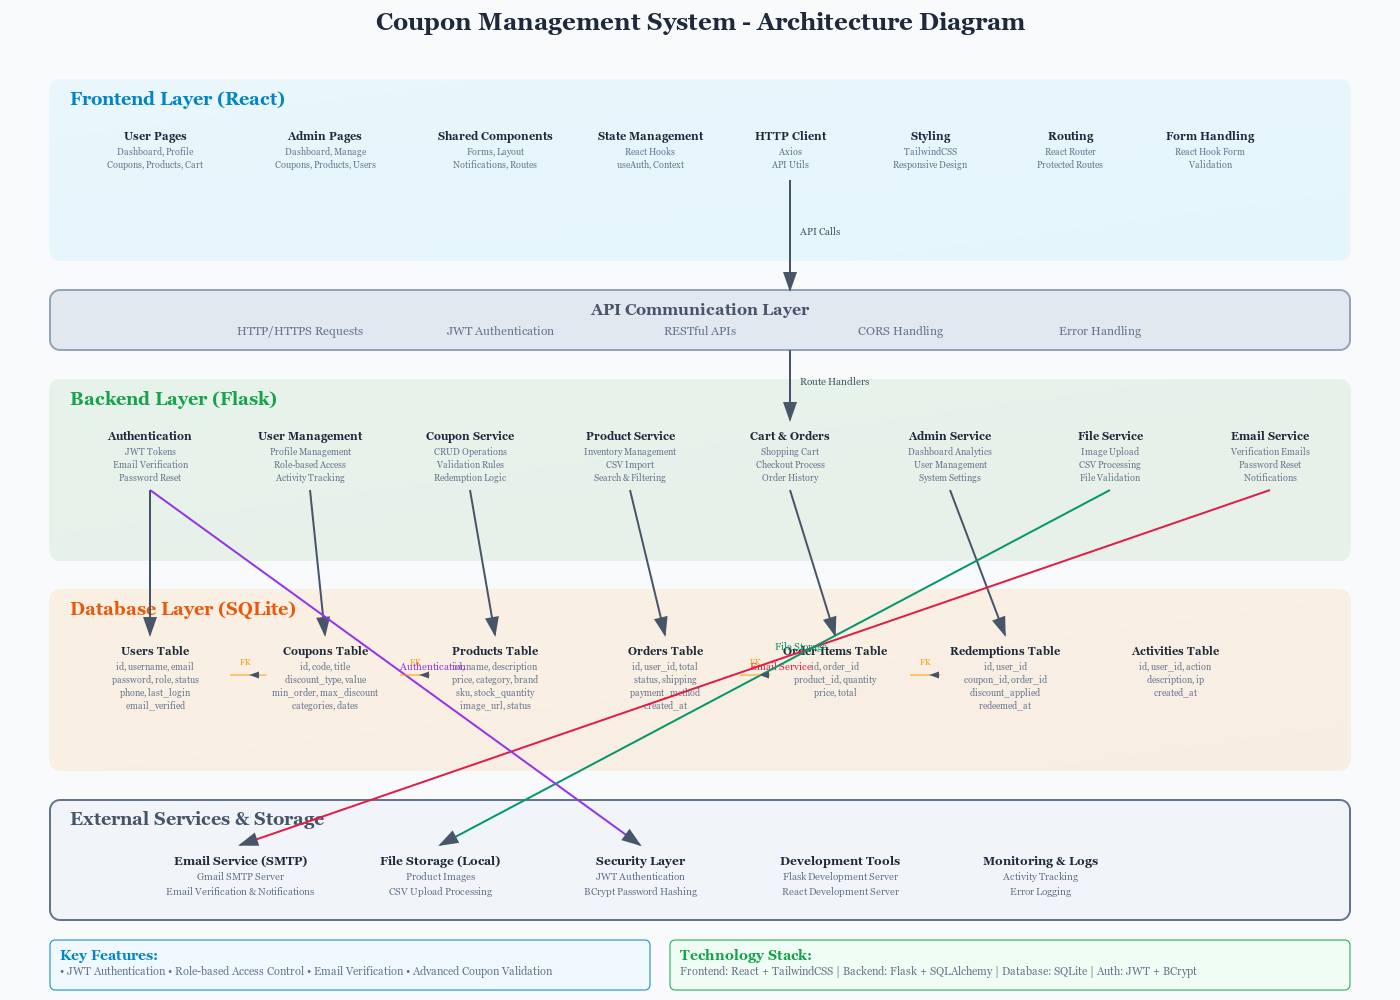 Coupon Management System - Architecture Diagram
Frontend Layer (React)
User Pages
Dashboard, Profile
Coupons, Products, Cart
Admin Pages
Dashboard, Manage
Coupons, Products, Users
Shared Components
Forms, Layout
Notifications, Routes
State Management
React Hooks
useAuth, Context
HTTP Client
Axios
API Utils
Styling
TailwindCSS
Responsive Design
Routing
React Router
Protected Routes
Form Handling
React Hook Form
Validation
API Calls
API Communication Layer
HTTP/HTTPS Requests
JWT Authentication
RESTful APIs
CORS Handling
Error Handling
Route Handlers
Backend Layer (Flask)
Authentication
JWT Tokens
Email Verification
Password Reset
User Management
Profile Management
Role-based Access
Activity Tracking
Coupon Service
CRUD Operations
Validation Rules
Redemption Logic
Product Service
Inventory Management
CSV Import
Search & Filtering
Cart & Orders
Shopping Cart
Checkout Process
Order History
Admin Service
Dashboard Analytics
User Management
System Settings
File Service
Image Upload
CSV Processing
File Validation
Email Service
Verification Emails
Password Reset
Notifications
Database Layer (SQLite)
Users Table
id, username, email
password, role, status
phone, last_login
email_verified
FK
Coupons Table
id, code, title
discount_type, value
min_order, max_discount
categories, dates
FK
Authentication
Products Table
id, name, description
price, category, brand
sku, stock_quantity
image_url, status
Orders Table
id, user_id, total
status, shipping
payment_method
created_at
FK
File Storage
Email Service
Order Items Table
id, order_id
product_id, quantity
price, total
FK
Redemptions Table
id, user_id
coupon_id, order_id
discount_applied
redeemed_at
Activities Table
id, user_id, action
description, ip
created_at
External Services & Storage
Email Service (SMTP)
Gmail SMTP Server
Email Verification & Notifications
File Storage (Local)
Product Images
CSV Upload Processing
Security Layer
JWT Authentication
BCrypt Password Hashing
Development Tools
Flask Development Server
React Development Server
Monitoring & Logs
Activity Tracking
Error Logging
Key Features:
• JWT Authentication • Role-based Access Control • Email Verification • Advanced Coupon Validation
Technology Stack:
Frontend: React + TailwindCSS | Backend: Flask + SQLAlchemy | Database: SQLite | Auth: JWT + BCrypt